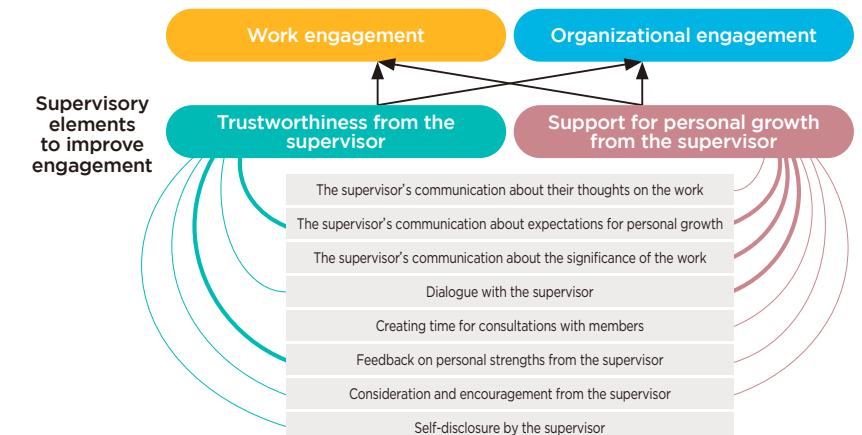 Work engagement
Organizational engagement
Supervisory
elements
to improve
engagement
Trustworthiness from the
supervisor
Support for personal growth
from the supervisor
The supervisor's communication about their thoughts on the work
The supervisor's communication about expectations for personal growth
The supervisor's communication about the significance of the work
Dialogue with the supervisor
Creating time for consultations with members
Feedback on personal strengths from the supervisor
Consideration and encouragement from the supervisor
Self-disclosure by the supervisor